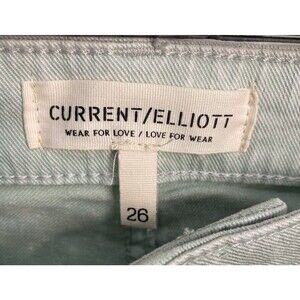 CURRENT/ELLIOTT
WEAR FOR LOVE / LOVE FOR WEAR
26